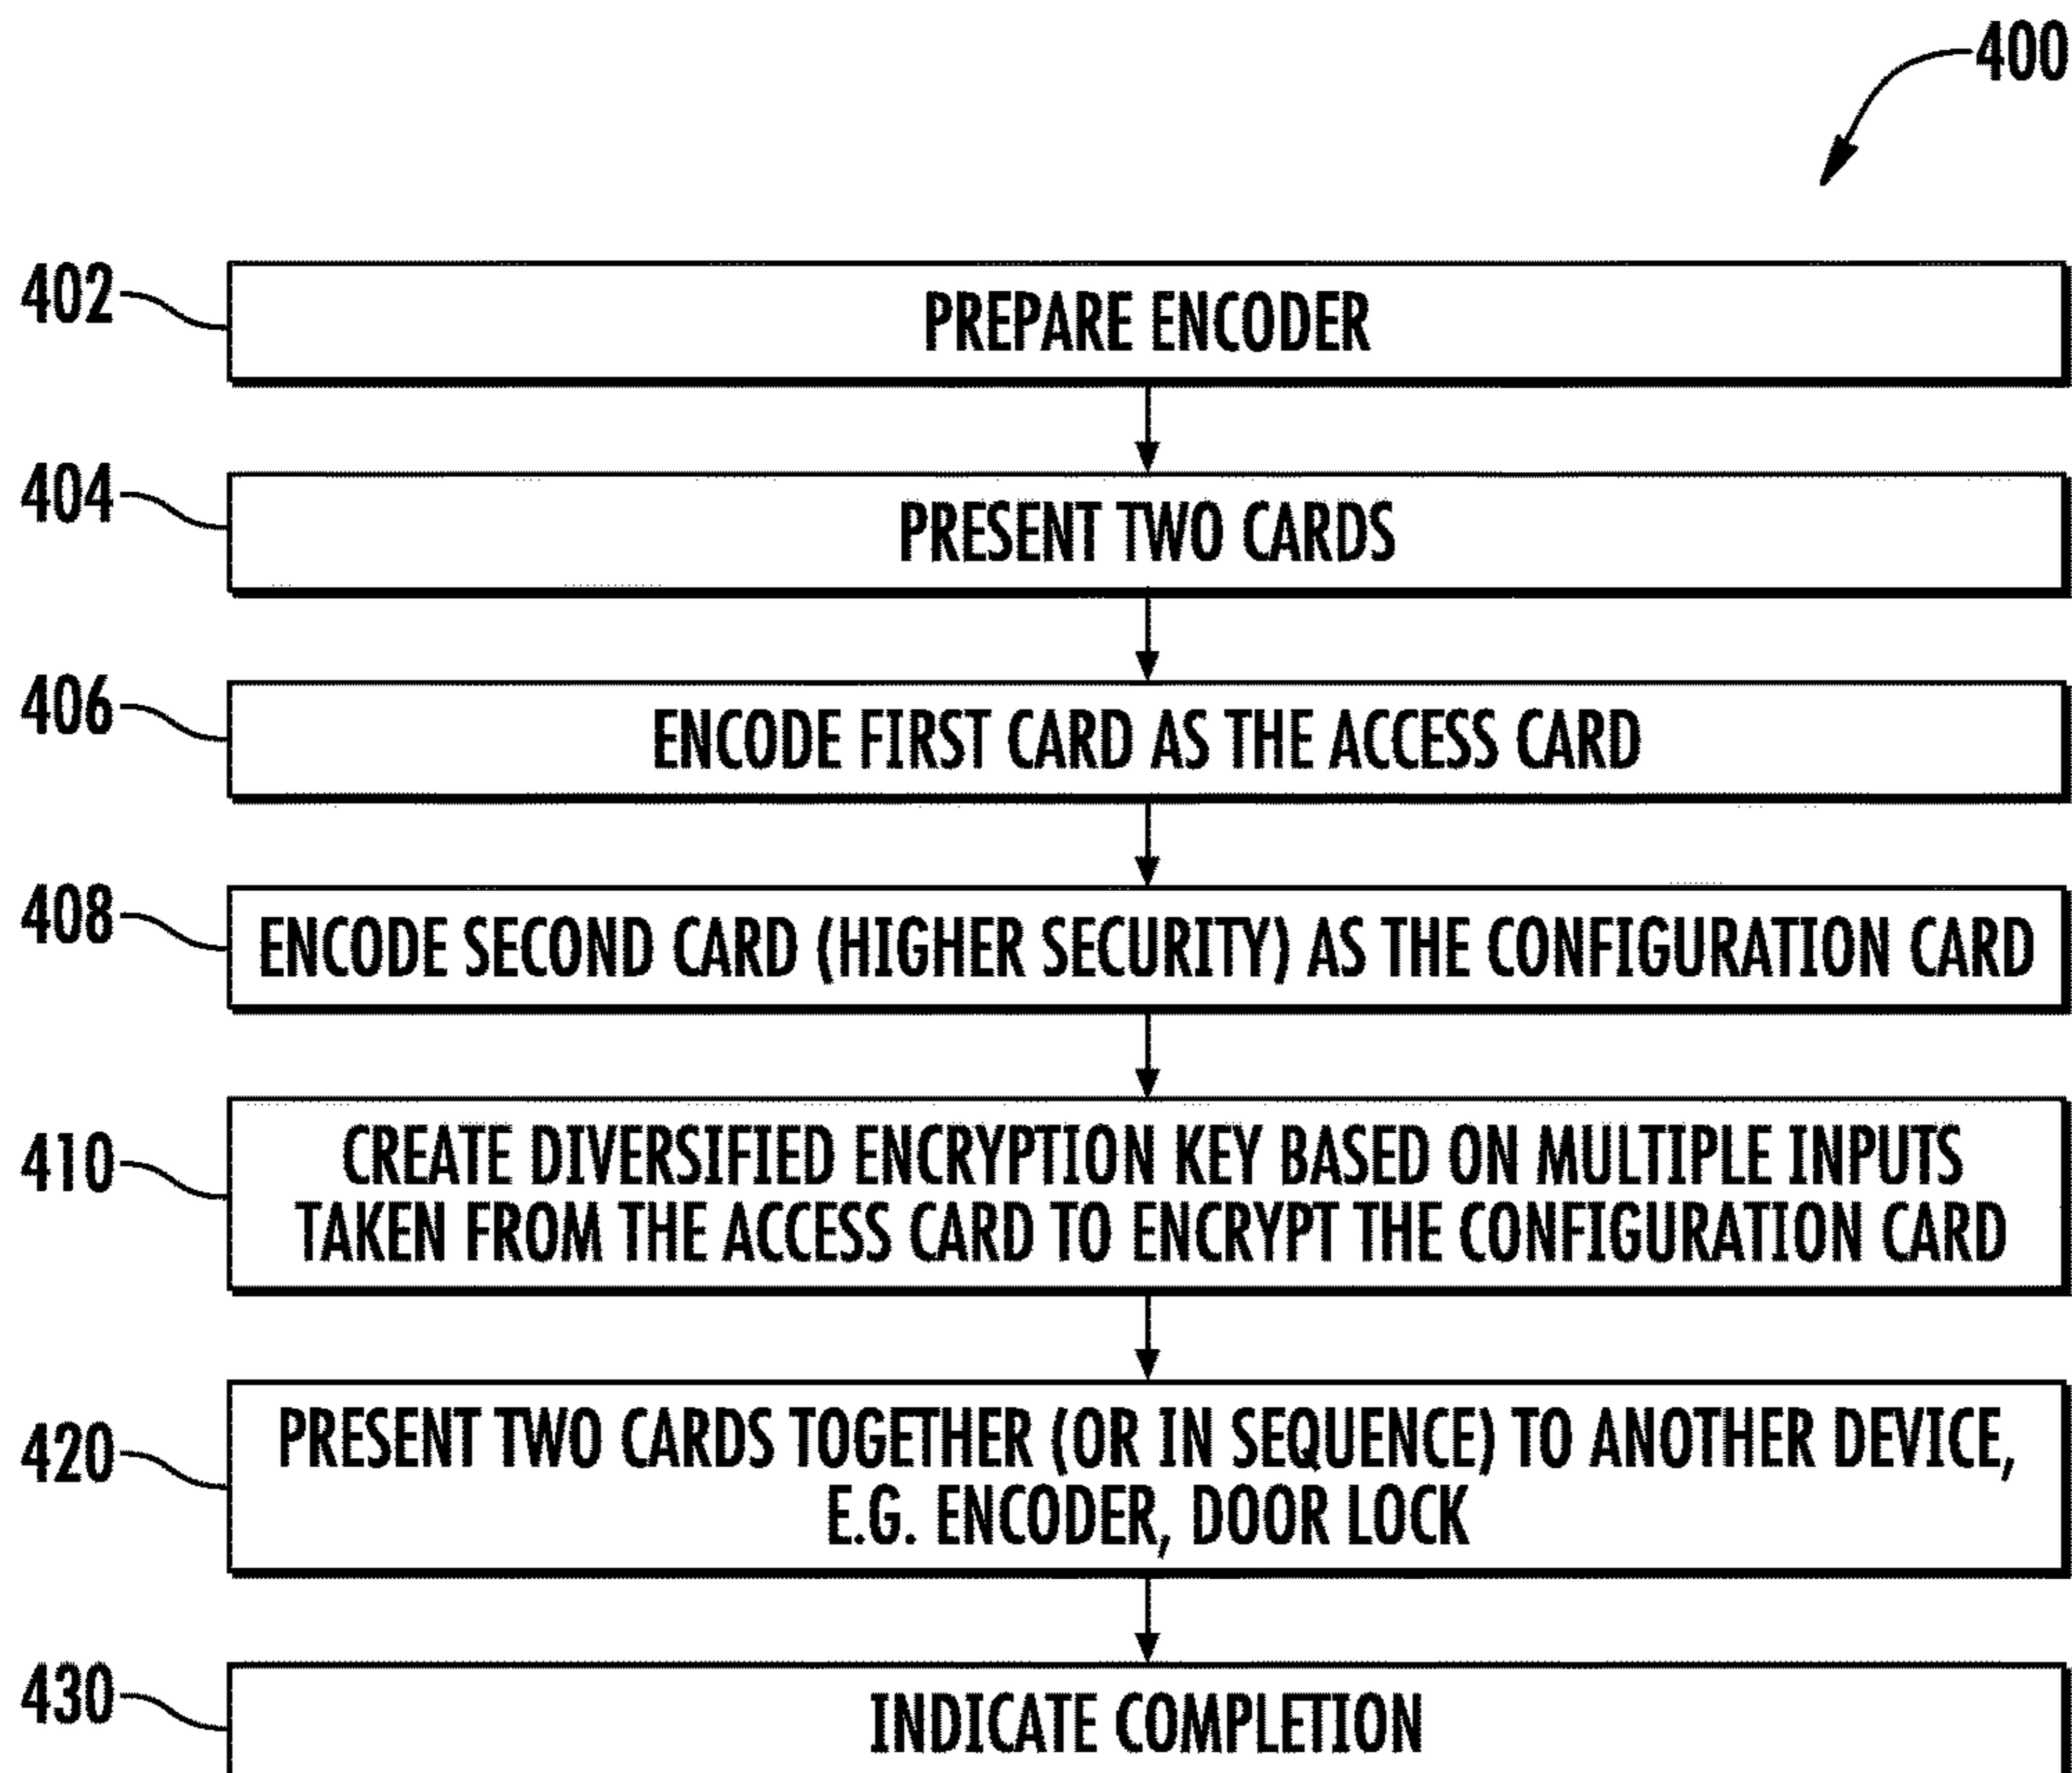 400
402
PREPARE ENCODER
404
PRESENT TWO CARDS
406
ENCODE FIRST CARD AS THE ACCESS CARD
408
ENCODE SECOND CARD (HIGHER SECURITY) AS THE CONFIGURATION CARD
410
CREATE DIVERSIFIED ENCRYPTION KEY BASED ON MULTIPLE INPUTS
TAKEN FROM THE ACCESS CARD TO ENCRYPT THE CONFIGURATION CARD
420
PRESENT TWO CARDS TOGETHER (OR IN SEQUENCE) TO ANOTHER DEVICE,
E.G. ENCODER, DOOR LOCK
430
INDICATE COMPLETION